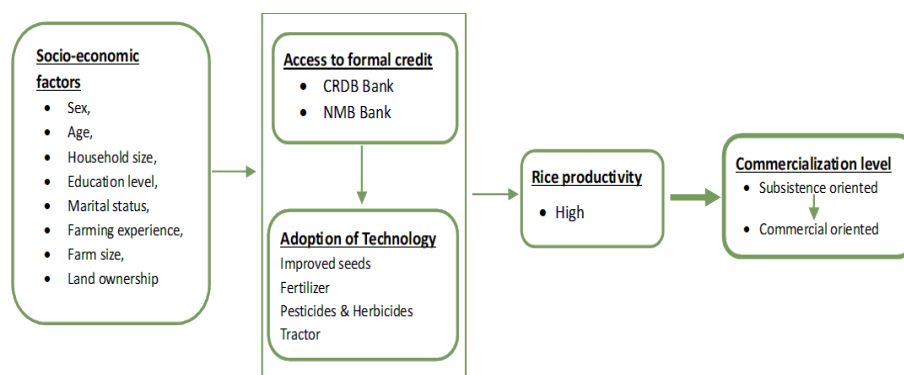 Socio-economic
factors
• Sex,
• Age,
• Household size,
• Education level,
• Marital status,
• Farming experience,
• Farm size,
• Land ownership
Access to formal credit
• CRDB Bank
• NMB Bank
Adoption of Technology
Improved seeds
Fertilizer
Pesticides & Herbicides
Tractor
Rice productivity
• High
Commercialization level
• Subsistence oriented
• Commercial oriented